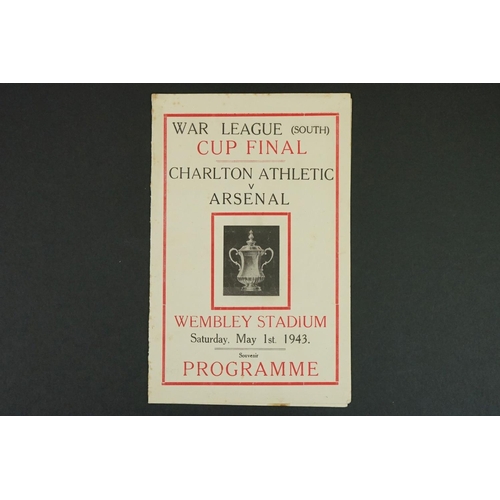 WAR LEAGUE (SOUTH)
CUP FINAL
CHARLTON ATHLETIC
v
ARSENAL
WEMBLEY STADIUM
Saturday, May 1st. 1943.
Souvenir
PROGRAMME